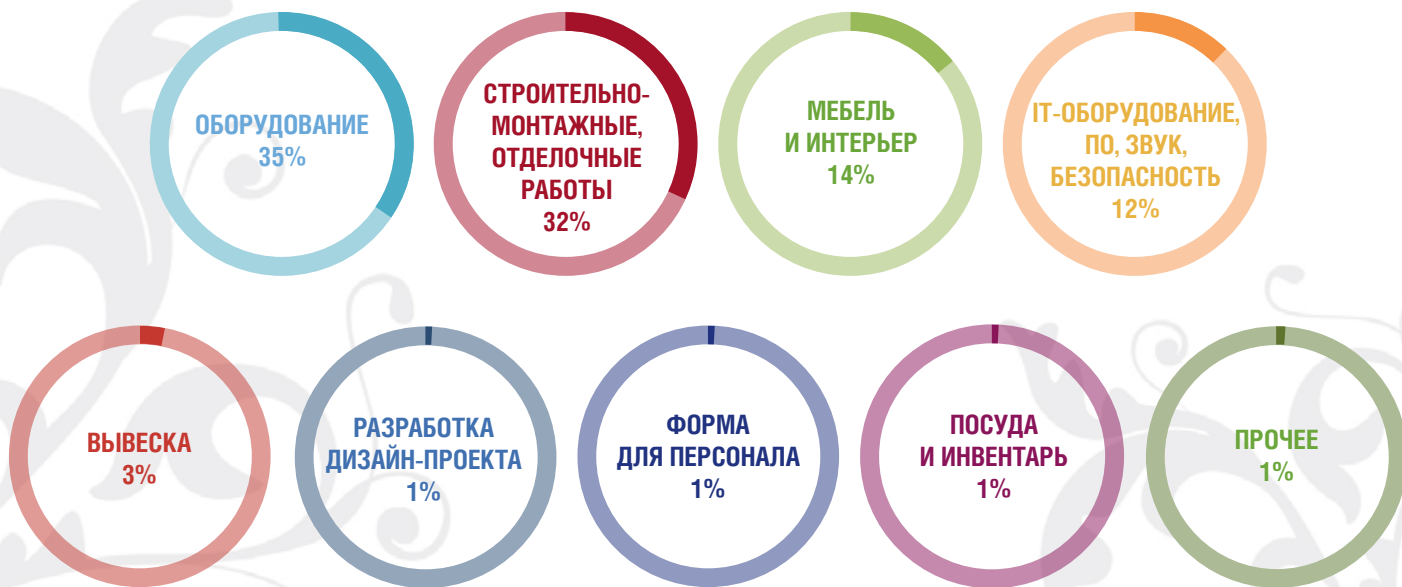 ОБОРУДОВАНИЕ
35%
СТРОИТЕЛЬНО-
МОНТАЖНЫЕ,
ОТДЕЛОЧНЫЕ
РАБОТЫ
32%
МЕБЕЛЬ
И ИНТЕРЬЕР
14%
IT-ОБОРУДОВАНИЕ,
ПО, ЗВУК,
БЕЗОПАСНОСТЬ
12%
ВЫВЕСКА
3%
РАЗРАБОТКА
ДИЗАЙН-ПРОЕКТА
1%
ФОРМА
ДЛЯ ПЕРСОНАЛА
1%
ПОСУДА
И ИНВЕНТАРЬ
1%
ПРОЧЕЕ
1%